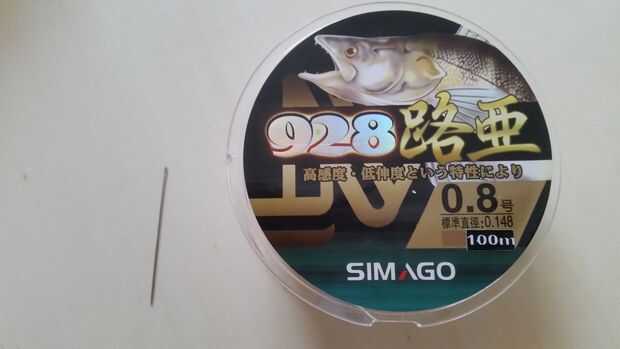 928路亜
高感度・低伸度という特性により
0.8号
標準直徑:0.148
100m
SIMAGO